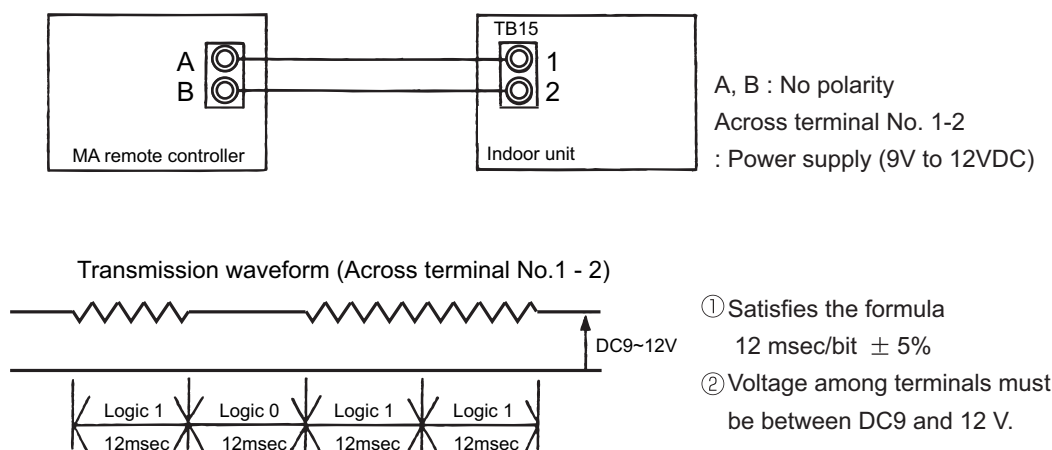 TB15
A
1
B
2
MA remote controller
Indoor unit
A, B : No polarity
Across terminal No. 1-2
: Power supply (9V to 12VDC)
Transmission waveform (Across terminal No.1 - 2)
DC9~12V
Logic 1 Logic 0 Logic 1 Logic 1
12msec 12msec 12msec 12msec
① Satisfies the formula
12 msec/bit ± 5%
② Voltage among terminals must
be between DC9 and 12 V.